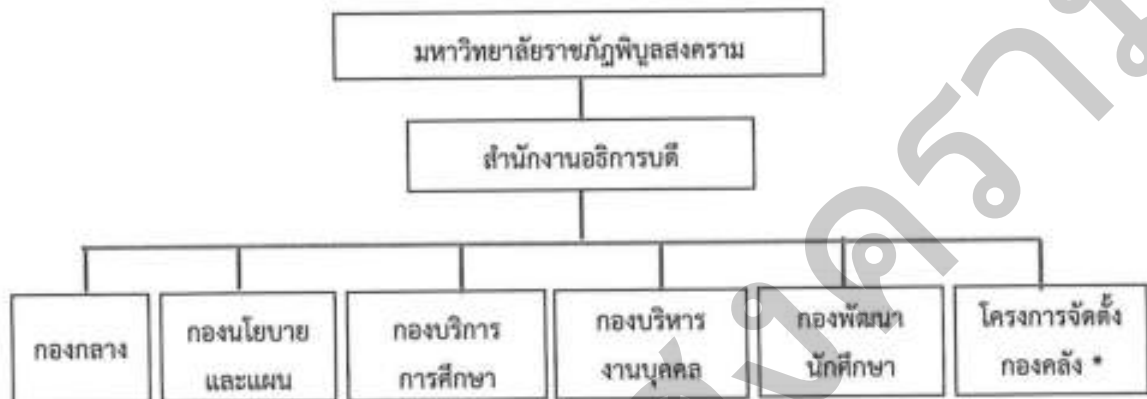 มหาวิทยาลัยราชภัฏพิบูลสงคราม
สำนักงานอธิการบดี
กองกลาง
กองนโยบาย
และแผน
กองบริการ
การศึกษา
กองบริหาร
งานบุคคล
กองพัฒนา
นักศึกษา
โครงการจัดตั้ง
กองคลัง *